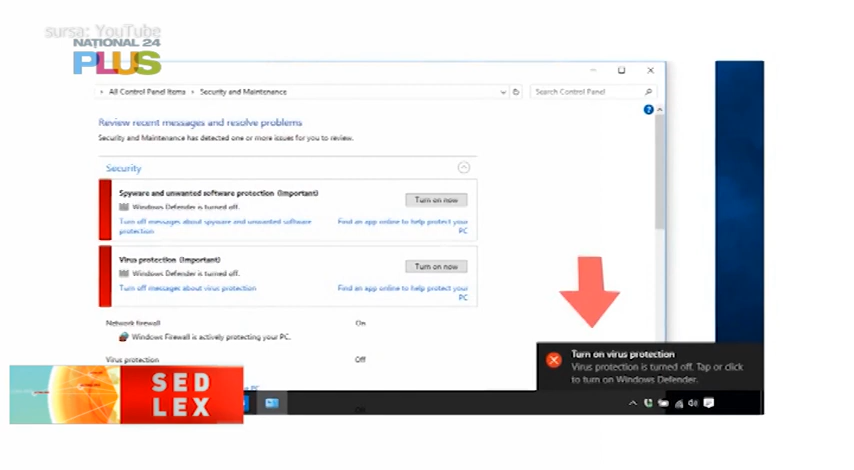 sursa: YouTube
NAȚIONAL 24
PLUS
All Control Panel Items > Security and Maintenance
Search Control Panel
Review recent messages and resolve problems
Security and Maintenance has detected one or more issues for you to review.
Security
Spyware and unwanted software protection (Important)
Turn on now
Windows Defender is turned off.
Turn off messages about spyware and unwanted software
protection
Find an app online to help protect your
PC
Virus protection (Important)
Turn on now
Windows Defender is turned off.
Turn off messages about virus protection
Find an app online to help protect your
PC
Network firewall
On
Windows Firewall is actively protecting your PC.
Virus protection
Off
Turn on virus protection
Virus protection is turned off. Tap or click
to turn on Windows Defender.
SED
LEX
PC